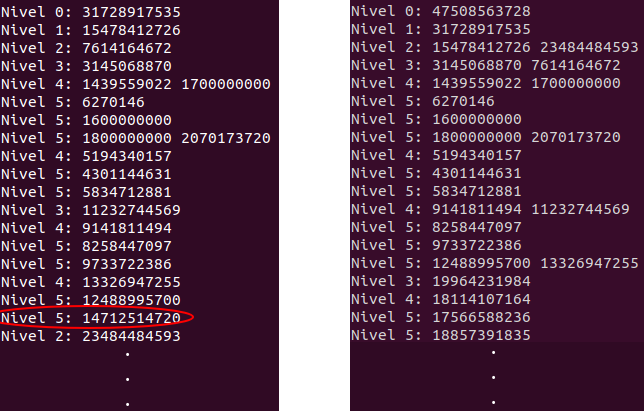 Nivel 0: 31728917535
Nivel 1: 15478412726
Nivel 2: 7614164672
Nivel 3: 3145068870
Nivel 4: 1439559022 1700000000
Nivel 5: 6270146
Nivel 5: 1600000000
Nivel 5: 1800000000 2070173720
Nivel 4: 5194340157
Nivel 5: 4301144631
Nivel 5: 5834712881
Nivel 3: 11232744569
Nivel 4: 9141811494
Nivel 5: 8258447097
Nivel 5: 9733722386
Nivel 4: 13326947255
Nivel 5: 12488995700
Nivel 5: 14712514720
Nivel 2: 23484484593
.
.
.
Nivel 0: 47508563728
Nivel 1: 31728917535
Nivel 2: 15478412726 23484484593
Nivel 3: 3145068870 7614164672
Nivel 4: 1439559022 1700000000
Nivel 5: 6270146
Nivel 5: 1600000000
Nivel 5: 1800000000 2070173720
Nivel 4: 5194340157
Nivel 5: 4301144631
Nivel 5: 5834712881
Nivel 4: 9141811494 11232744569
Nivel 5: 8258447097
Nivel 5: 9733722386
Nivel 5: 12488995700 13326947255
Nivel 3: 19964231984
Nivel 4: 18114107164
Nivel 5: 17566588236
Nivel 5: 18857391835
.
.
.